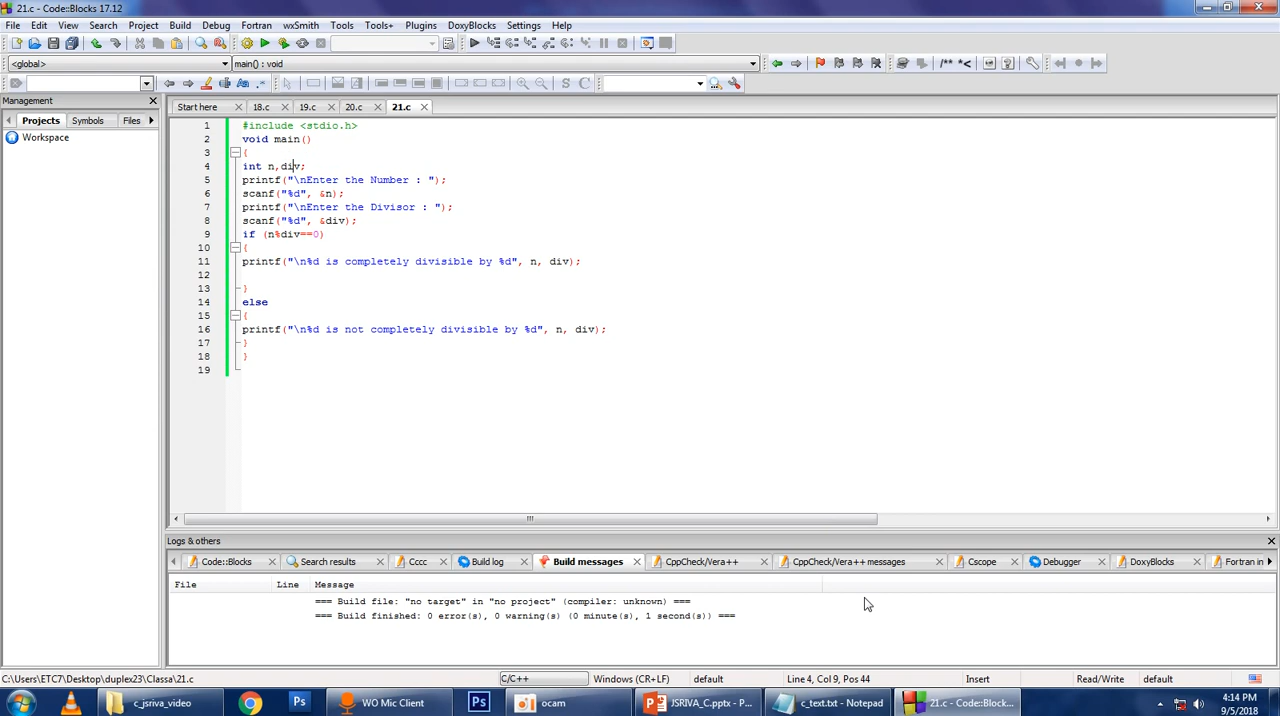 21.c - Code::Blocks 17.12
File Edit View Search Project Build Debug Fortran wxSmith Tools Tools+ Plugins DoxyBlocks Settings Help
<global> main() : void
/** *<
S C
Management
Projects Symbols Files
Workspace
Start here 18.c 19.c 20.c 21.c
1 #include <stdio.h>
2 void main()
3 {
4 int n,div;
5 printf("\nEnter the Number : ");
6 scanf("%d", &n);
7 printf("\nEnter the Divisor : ");
8 scanf("%d", &div);
9 if (n%div==0)
10 {
11 printf("\n%d is completely divisible by %d", n, div);
12
13 }
14 else
15 {
16 printf("\n%d is not completely divisible by %d", n, div);
17 }
18 }
19
Logs & others
Code::Blocks Search results Cccc Build log Build messages CppCheck/Vera++ CppCheck/Vera++ messages Cscope Debugger DoxyBlocks Fortran in
File Line Message
=== Build file: "no target" in "no project" (compiler: unknown) ===
=== Build finished: 0 error(s), 0 warning(s) (0 minute(s), 1 second(s)) ===
C:\Users\ETC7\Desktop\duplex23\Classa\21.c C/C++ Windows (CR+LF) default Line 4, Col 9, Pos 44 Insert Read/Write default
c_jsriva_video Ps WO Mic Client Ps ocam JSRIVA_C.pptx - P... c_text.txt - Notepad 21.c - Code::Block...
4:14 PM
9/5/2018